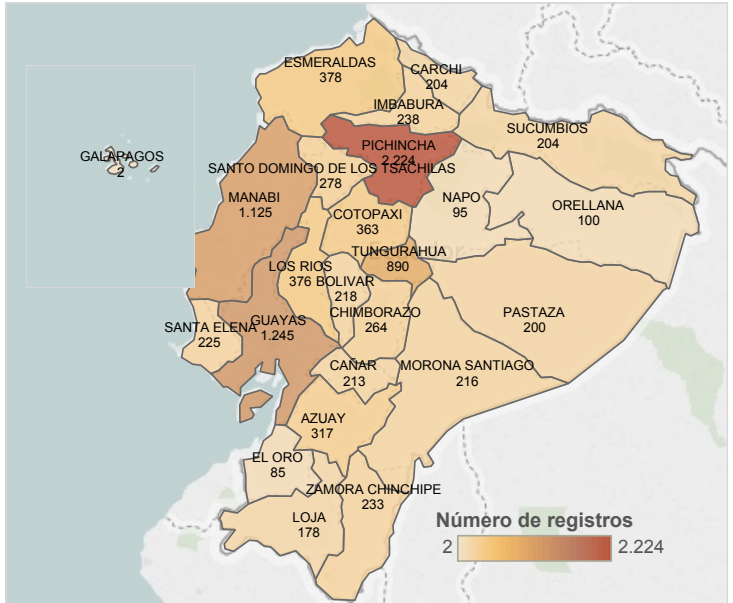 ESMERALDAS
378
CARCHI
204
IMBABURA
238
SUCUMBIOS
204
PICHINCHA
2.224
GALAPAGOS
2
SANTO DOMINGO DE LOS TSACHILAS
278
MANABI
1.125
NAPO
95
ORELLANA
100
COTOPAXI
363
TUNGURAHUA
890
LOS RIOS
376
BOLIVAR
218
CHIMBORAZO
264
PASTAZA
200
SANTA ELENA
225
GUAYAS
1.245
CAÑAR
213
MORONA SANTIAGO
216
AZUAY
317
EL ORO
85
ZAMORA CHINCHIPE
233
LOJA
178
Número de registros
2 2.224